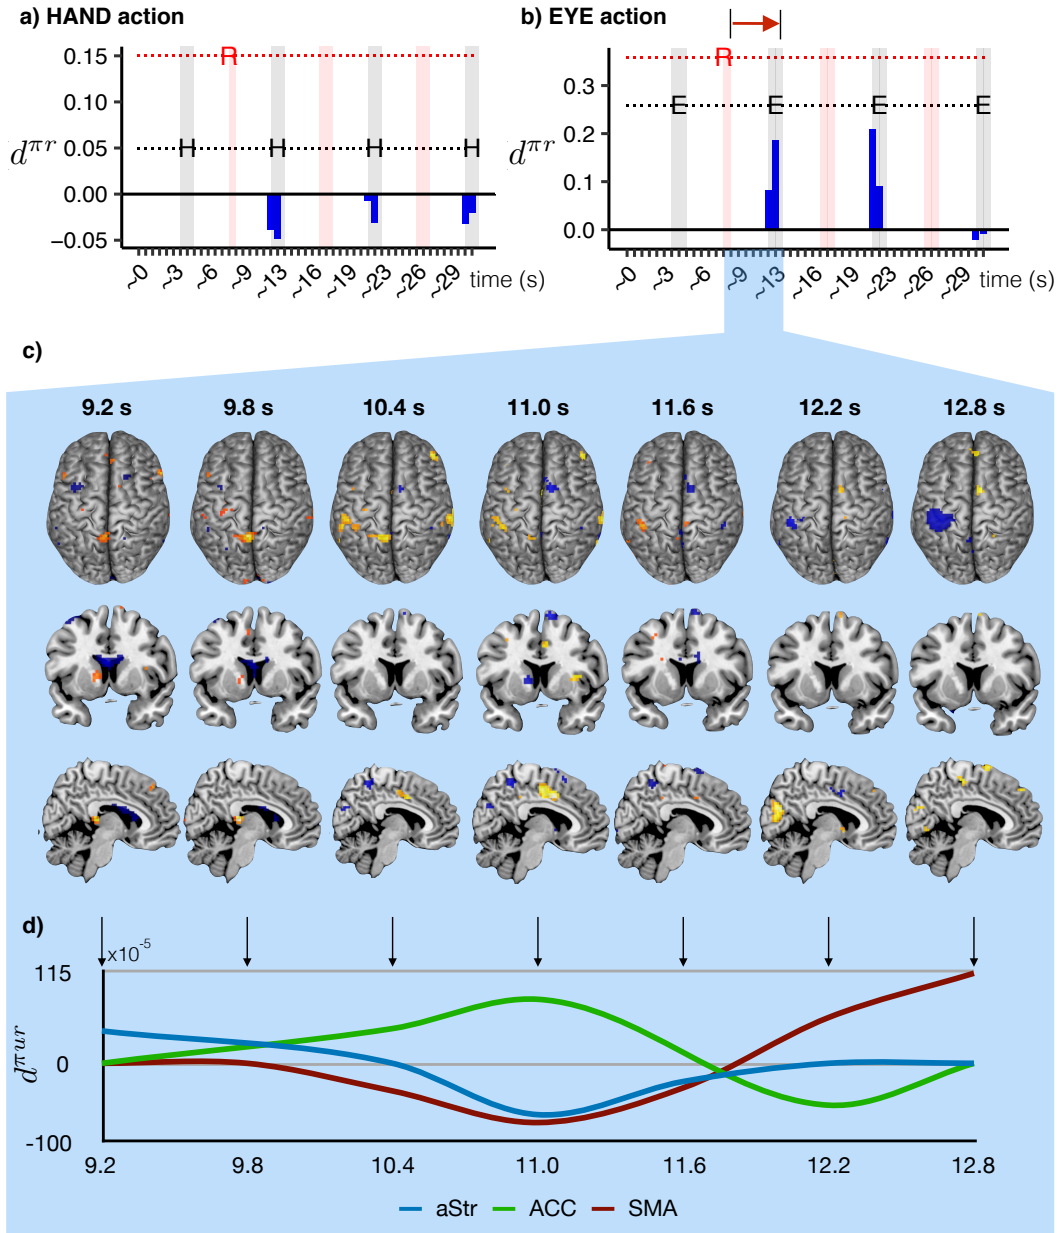 a) HAND action
b) EYE action
0.15
R
0.10
d^{πr}
0.05
H H H H
0.00
−0.05
~0 ~3 ~6 ~9 ~13 ~16 ~19 ~23 ~26 ~29 time (s)
R
0.3
E E E E
0.2
d^{πr}
0.1
0.0
~0 ~3 ~6 ~9 ~13 ~16 ~19 ~23 ~26 ~29 time (s)
c)
9.2 s 9.8 s 10.4 s 11.0 s 11.6 s 12.2 s 12.8 s
d)
x10^{-5}
115
d^{πur}
0
-100
9.2 9.8 10.4 11.0 11.6 12.2 12.8
aStr ACC SMA